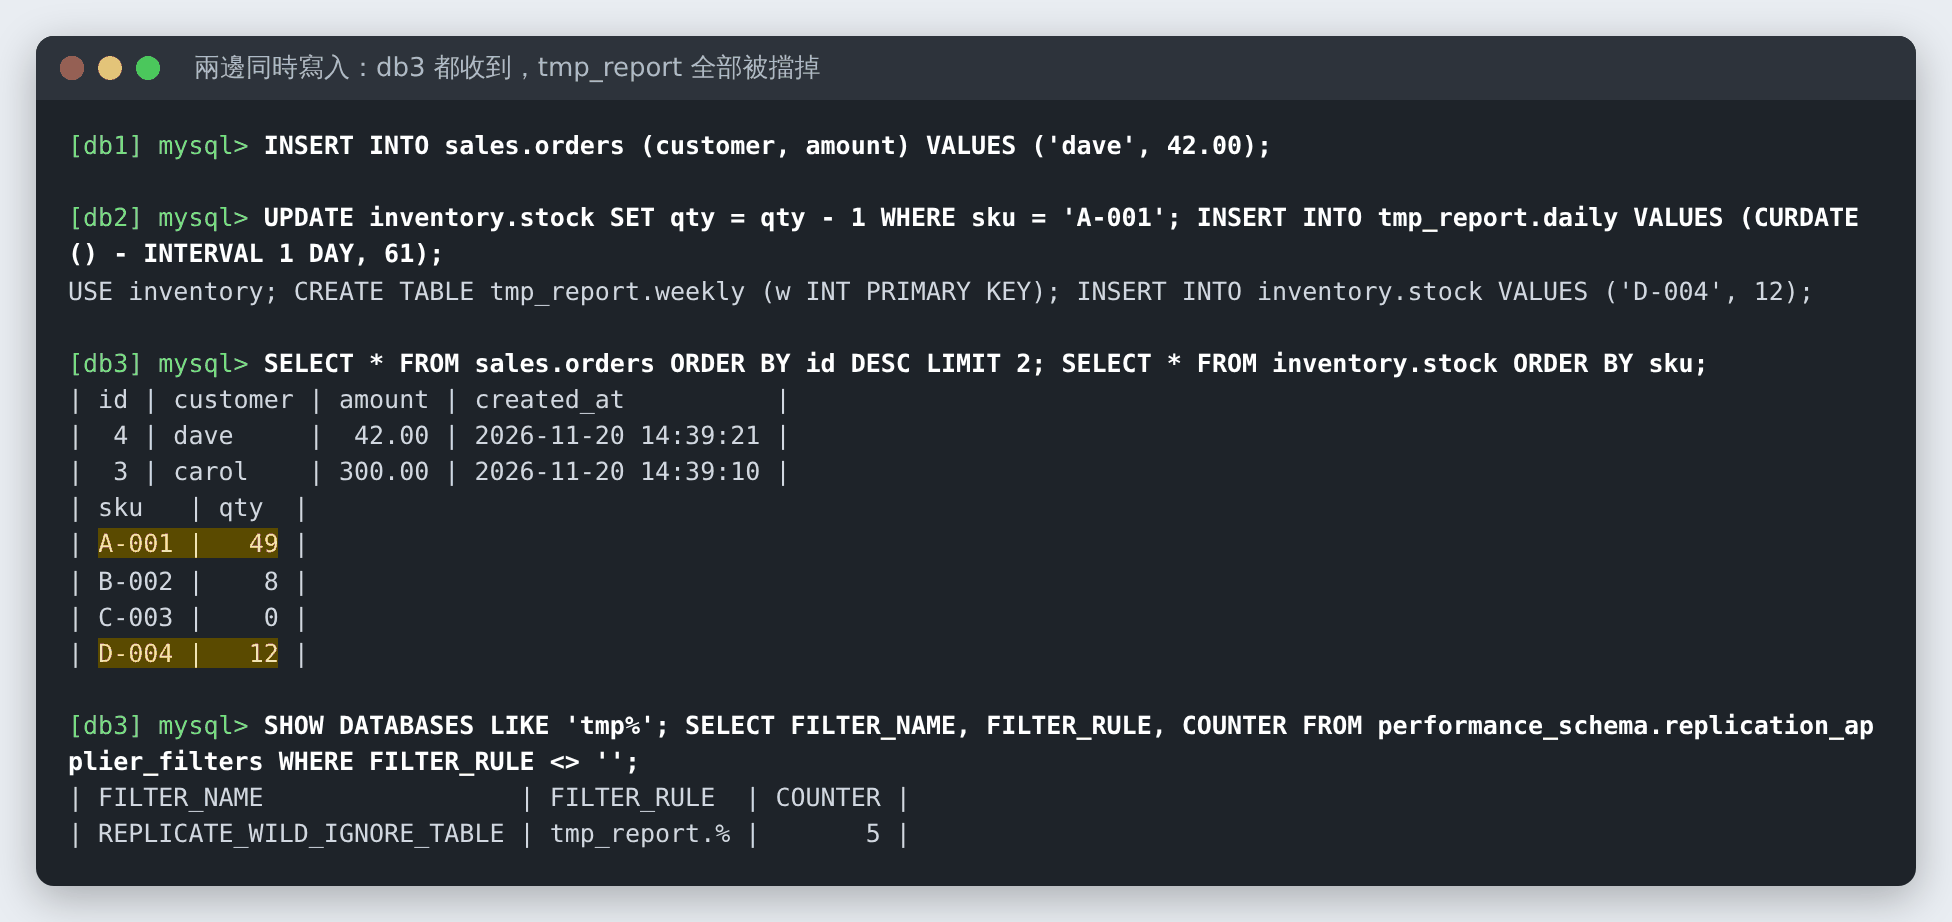 兩邊同時寫入：db3 都收到，tmp_report 全部被擋掉
[db1] mysql> INSERT INTO sales.orders (customer, amount) VALUES ('dave', 42.00);
[db2] mysql> UPDATE inventory.stock SET qty = qty - 1 WHERE sku = 'A-001'; INSERT INTO tmp_report.daily VALUES (CURDATE
() - INTERVAL 1 DAY, 61);
USE inventory; CREATE TABLE tmp_report.weekly (w INT PRIMARY KEY); INSERT INTO inventory.stock VALUES ('D-004', 12);
[db3] mysql> SELECT * FROM sales.orders ORDER BY id DESC LIMIT 2; SELECT * FROM inventory.stock ORDER BY sku;
| id | customer | amount | created_at          |
|  4 | dave     |  42.00 | 2026-11-20 14:39:21 |
|  3 | carol    | 300.00 | 2026-11-20 14:39:10 |
| sku   | qty  |
| A-001 |   49 |
| B-002 |    8 |
| C-003 |    0 |
| D-004 |   12 |
[db3] mysql> SHOW DATABASES LIKE 'tmp%'; SELECT FILTER_NAME, FILTER_RULE, COUNTER FROM performance_schema.replication_ap
plier_filters WHERE FILTER_RULE <> '';
| FILTER_NAME                 | FILTER_RULE  | COUNTER |
| REPLICATE_WILD_IGNORE_TABLE | tmp_report.% |       5 |